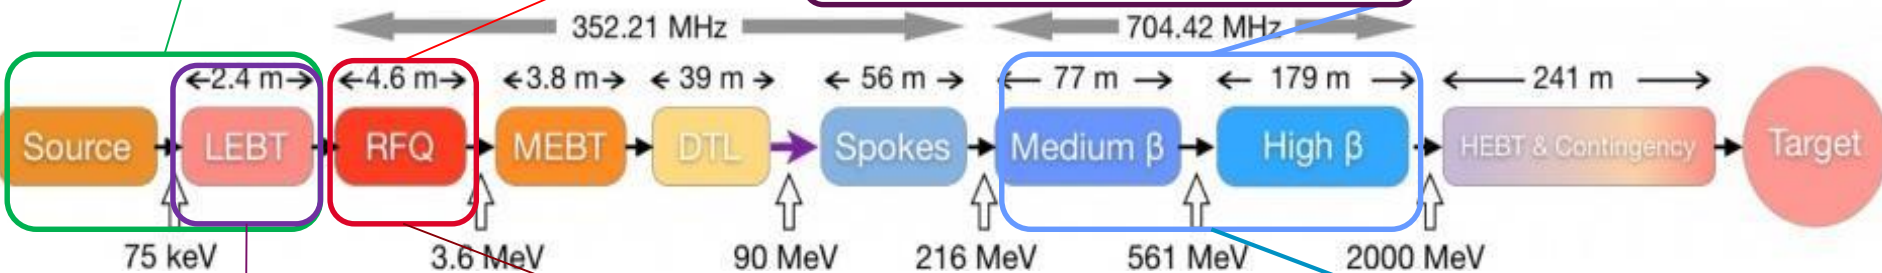 352.21 MHz 704.42 MHz
2.4 m 4.6 m 3.8 m 39 m 56 m 77 m 179 m 241 m
Source LEBT RFQ MEBT DTL Spokes Medium β High β HEBT & Contingency Target
75 keV 3.6 MeV 90 MeV 216 MeV 561 MeV 2000 MeV